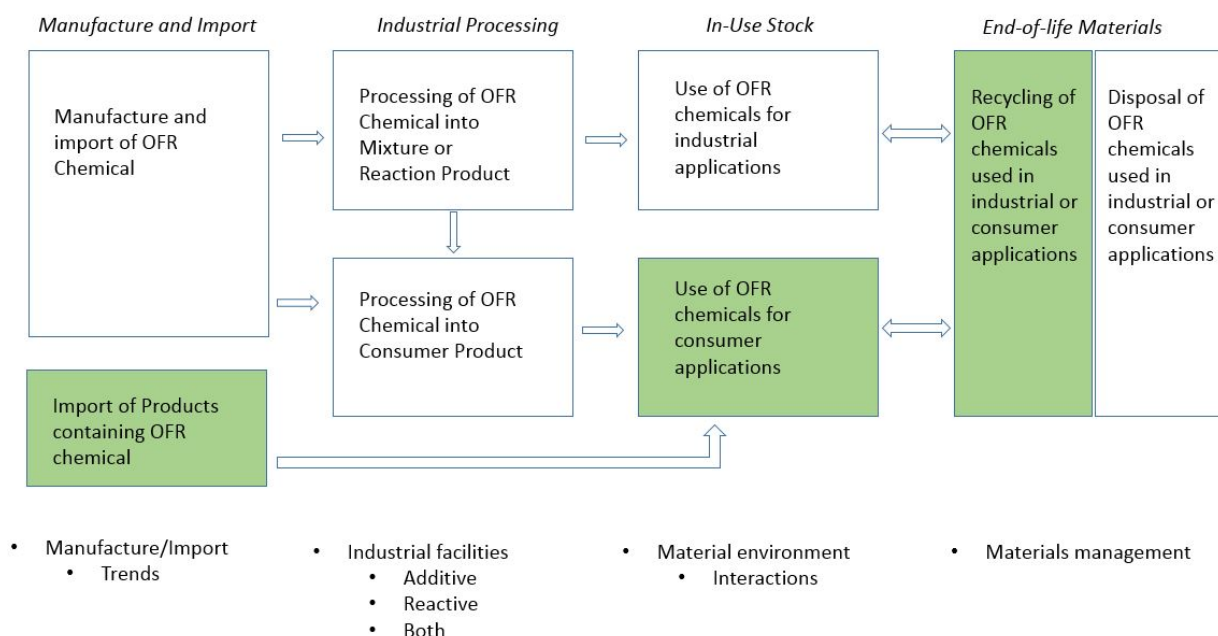 Manufacture and Import
Industrial Processing
In-Use Stock
End-of-life Materials
Manufacture and
import of OFR
Chemical
Processing of OFR
Chemical into
Mixture or
Reaction Product
Use of OFR
chemicals for
industrial
applications
Recycling of
OFR
chemicals
used in
industrial or
consumer
applications
Disposal of
OFR
chemicals
used in
industrial or
consumer
applications
Processing of OFR
Chemical into
Consumer Product
Use of OFR
chemicals for
consumer
applications
Import of Products
containing OFR
chemical
• Manufacture/Import
• Trends
• Industrial facilities
• Additive
• Reactive
• Both
• Material environment
• Interactions
• Materials management